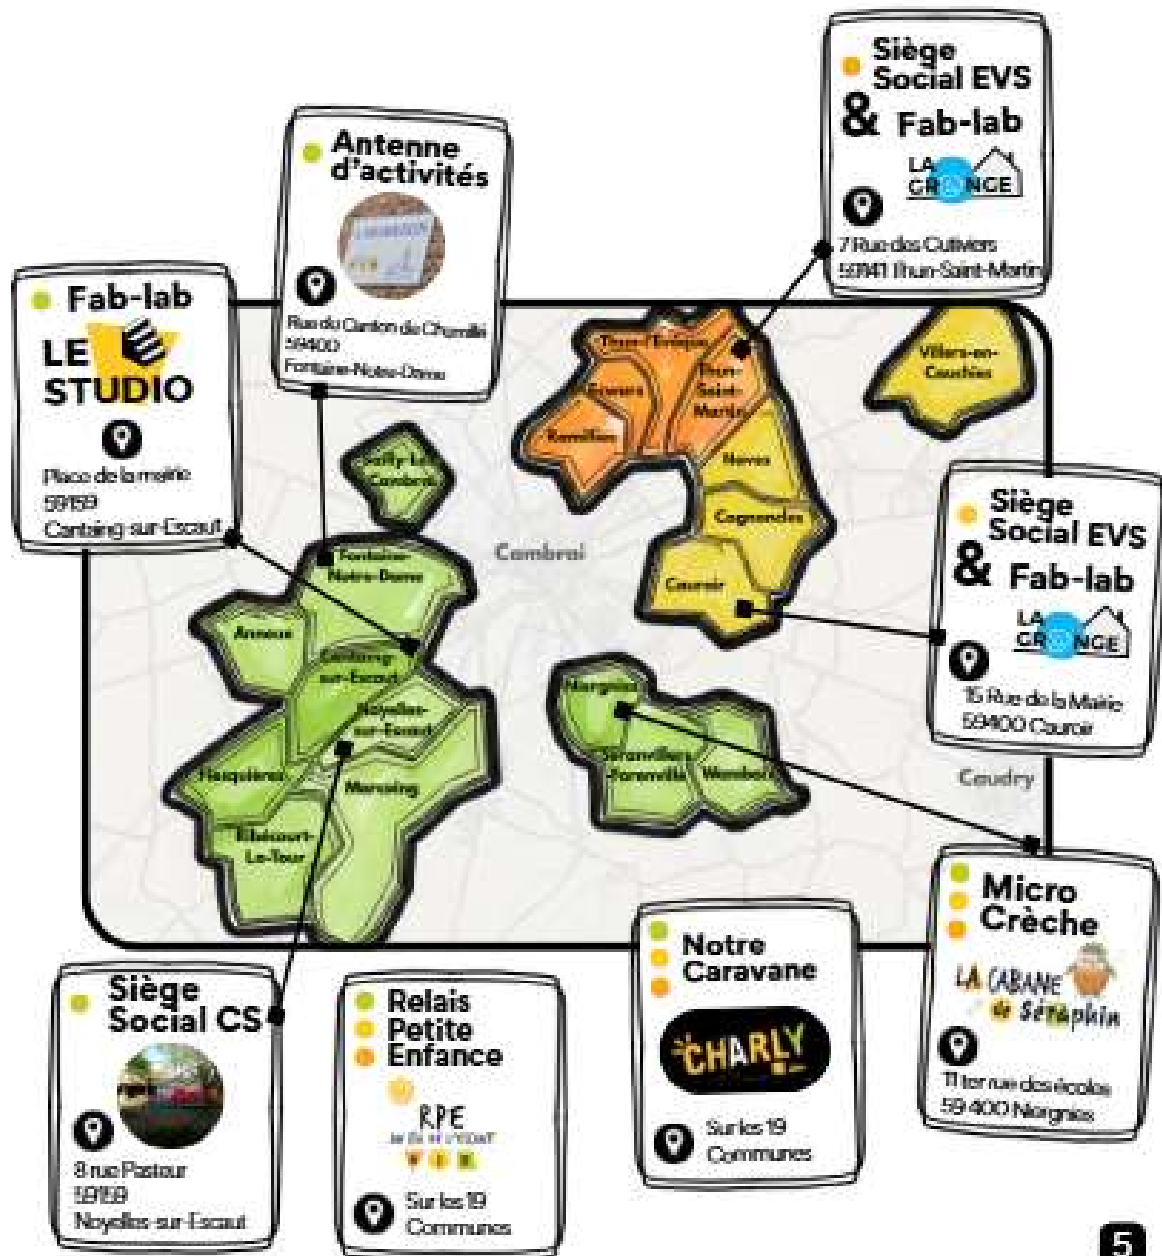 Siège
Social EVS
& Fab-lab
LA
GRANGE
7 Rue des Cultivers
59141 Thun-Saint-Martin
Antenne
d'activités
Rue du Canton de Chemillé
59400
Fontaine-Notre-Dame
Fab-lab
LE
STUDIO
Place de la mairie
59159
Cantaing-sur-Escaut
Thun-l'Evêque
Thun-
Saint-
Martin
Eswars
Ramillies
Villers-en-
Cauchies
Naves
Cagnoncles
Cauroir
Cambrai
Fontaine-
Notre-Dame
Anneux
Cantaing-
sur-Escaut
Noyelles-
sur-Escaut
Flesquières
Marcoing
Ribécourt-
La-Tour
Niergnies
Séranvillers
-Forenville
Wambaix
Caudry
Siège
Social EVS
& Fab-lab
LA
GRANGE
15 Rue de la Mairie
59400 Cauroir
Micro
Crèche
LA CABANE
de Séraphin
11 ter rue des écoles
59 400 Niergnies
Notre
Caravane
CHARLY
Sur les 19
Communes
Relais
Petite
Enfance
RPE
Sur les 19
Communes
Siège
Social CS
8 rue Pasteur
59159
Noyelles-sur-Escaut
5